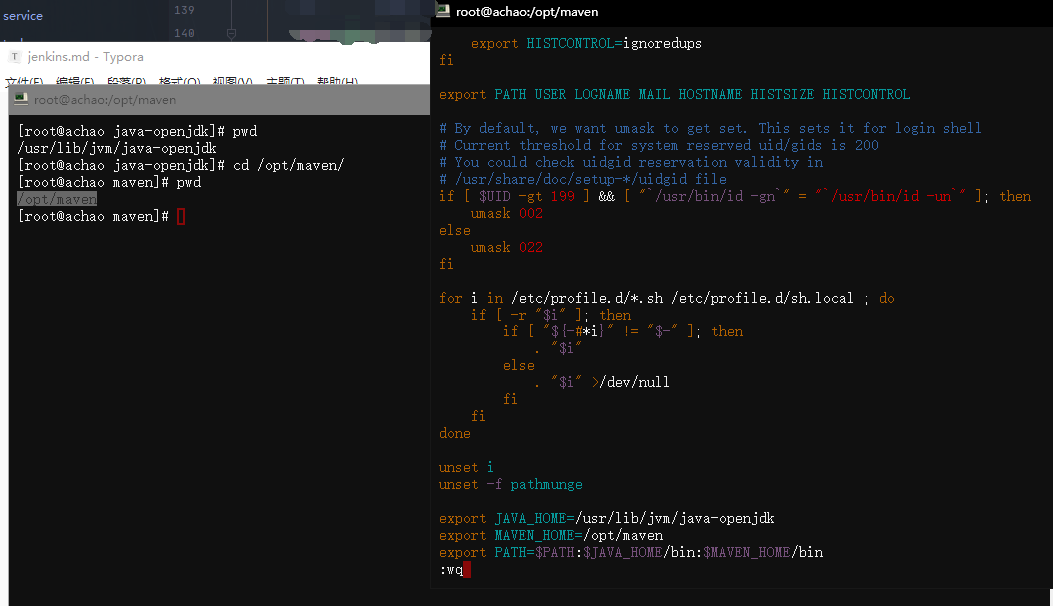 service
139
140
jenkins.md - Typora
文件(F) 编辑(E) 段落(P) 格式(O) 视图(V) 主题(T) 帮助(H)
root@achao:/opt/maven
[root@achao java-openjdk]# pwd
/usr/lib/jvm/java-openjdk
[root@achao java-openjdk]# cd /opt/maven/
[root@achao maven]# pwd
/opt/maven
[root@achao maven]#
root@achao:/opt/maven
    export HISTCONTROL=ignoredups
fi

export PATH USER LOGNAME MAIL HOSTNAME HISTSIZE HISTCONTROL

# By default, we want umask to get set. This sets it for login shell
# Current threshold for system reserved uid/gids is 200
# You could check uidgid reservation validity in
# /usr/share/doc/setup-*/uidgid file
if [ $UID -gt 199 ] && [ "`/usr/bin/id -gn`" = "`/usr/bin/id -un`" ]; then
    umask 002
else
    umask 022
fi

for i in /etc/profile.d/*.sh /etc/profile.d/sh.local ; do
    if [ -r "$i" ]; then
        if [ "${-#*i}" != "$-" ]; then
            . "$i"
        else
            . "$i" >/dev/null
        fi
    fi
done

unset i
unset -f pathmunge

export JAVA_HOME=/usr/lib/jvm/java-openjdk
export MAVEN_HOME=/opt/maven
export PATH=$PATH:$JAVA_HOME/bin:$MAVEN_HOME/bin
:wq